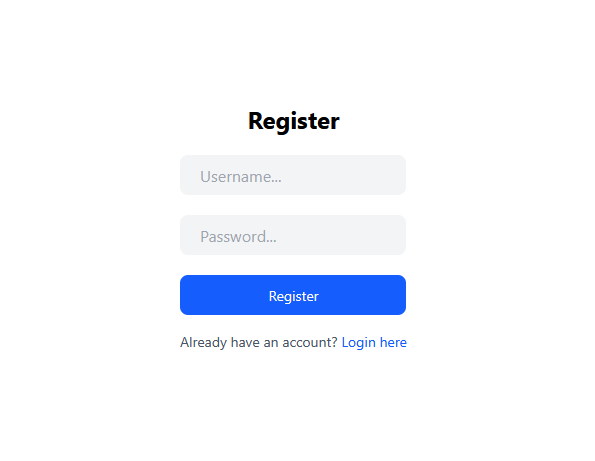 Register
Username...
Password...
Register
Already have an account? Login here